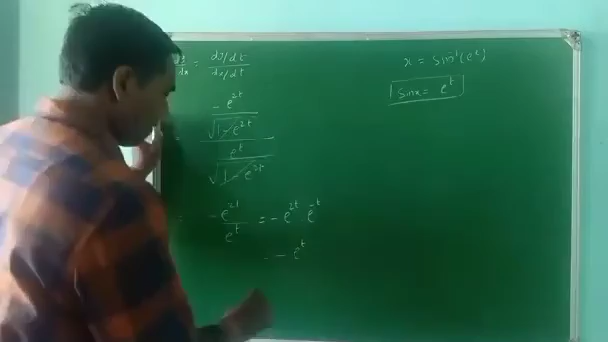 dy/dx = dy/dt / dx/dt
x = sin⁻¹(eᵗ)
sinx = eᵗ
= -e²ᵗ / √1-e²ᵗ / eᵗ / √1-e²ᵗ
= -e²ᵗ / eᵗ = -e²ᵗ e⁻ᵗ
= -eᵗ